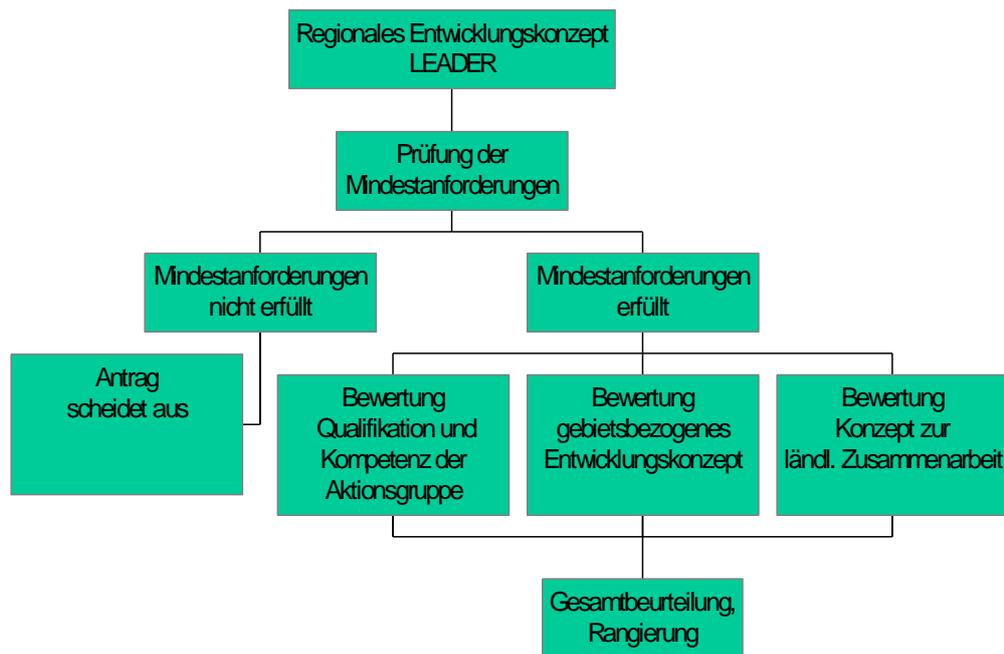 Regionales Entwicklungskonzept
LEADER
Prüfung der
Mindestanforderungen
Mindestanforderungen
nicht erfüllt
Mindestanforderungen
erfüllt
Antrag
scheidet aus
Bewertung
Qualifikation und
Kompetenz der
Aktionsgruppe
Bewertung
gebietsbezogenes
Entwicklungskonzept
Bewertung
Konzept zur
ländl. Zusammenarbeit
Gesamtbeurteilung,
Rangierung